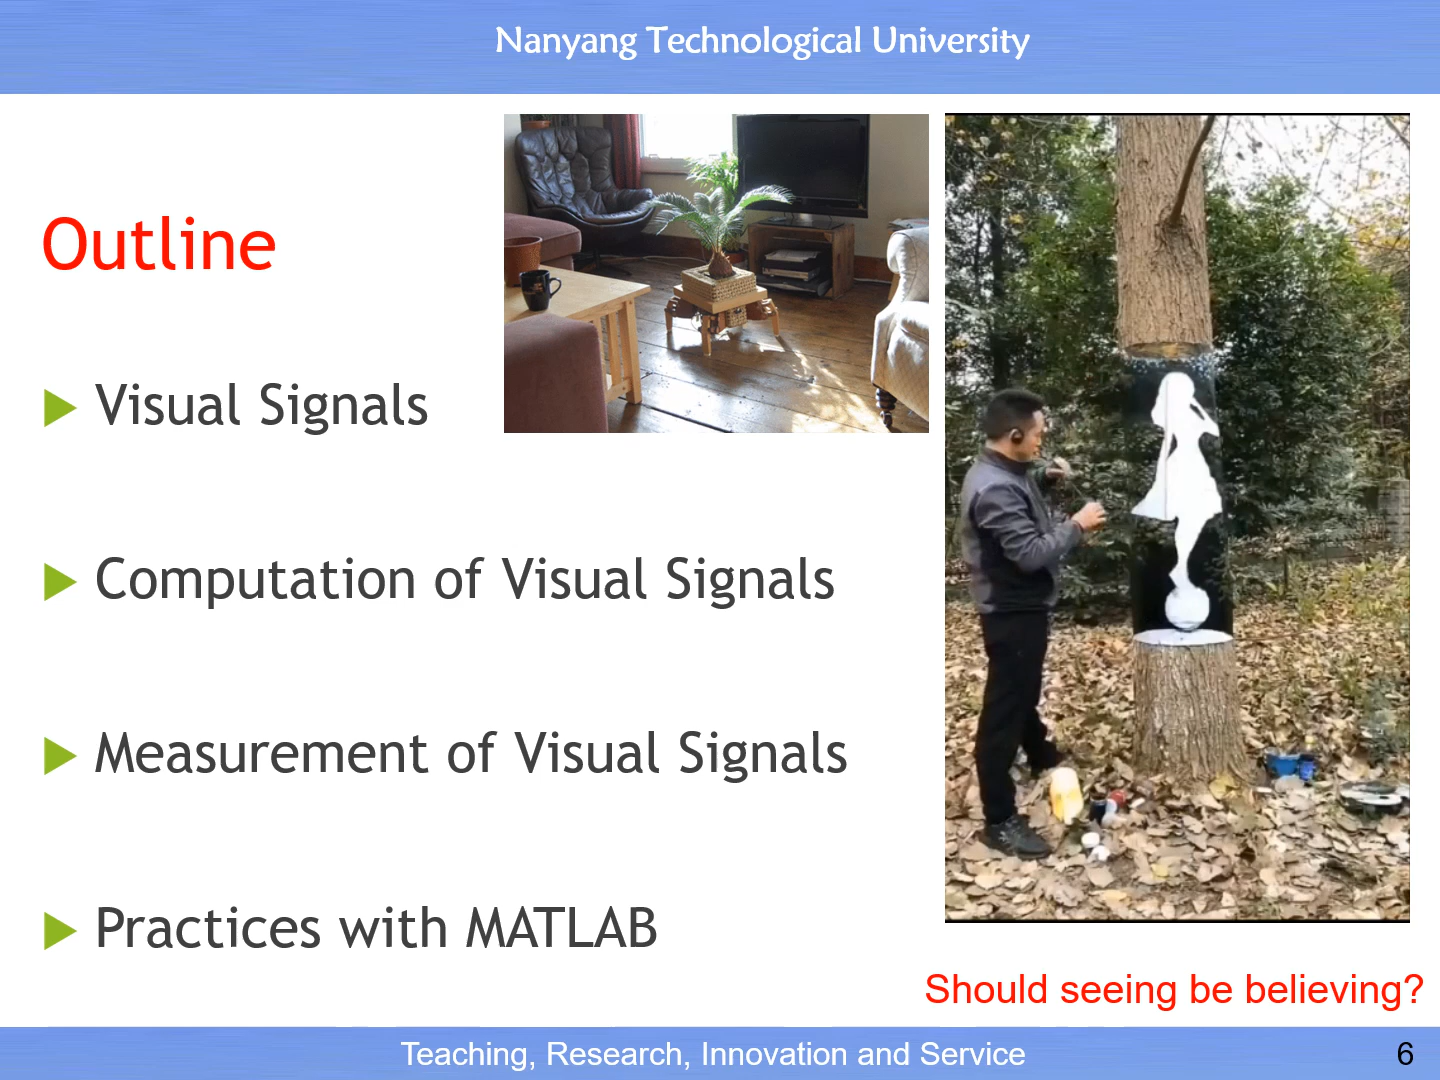 Nanyang Technological University
Outline
Visual Signals
Computation of Visual Signals
Measurement of Visual Signals
Practices with MATLAB
Should seeing be believing?
Teaching, Research, Innovation and Service
6